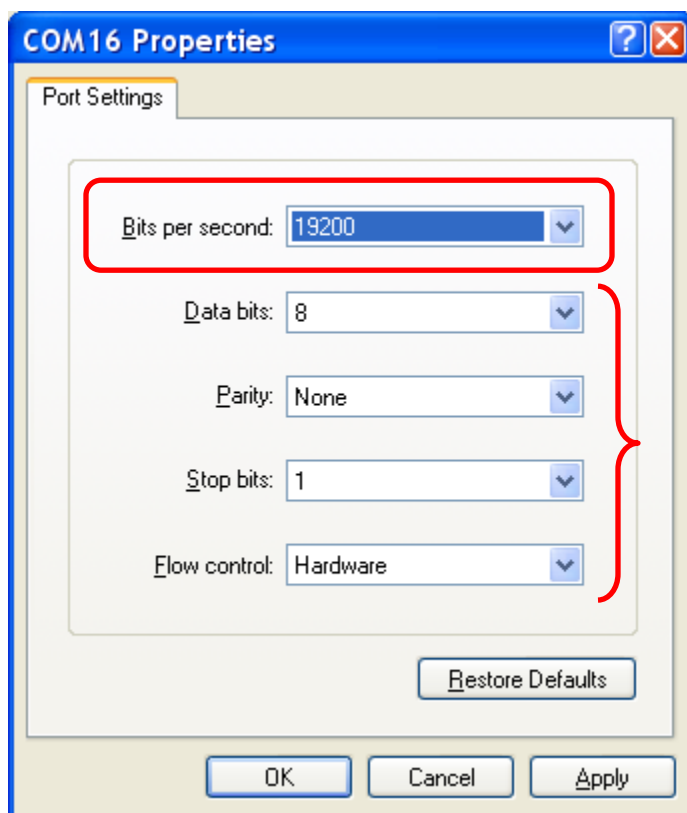 COM16 Properties
Port Settings
Bits per second: 19200
Data bits: 8
Parity: None
Stop bits: 1
Flow control: Hardware
Restore Defaults
OK Cancel Apply